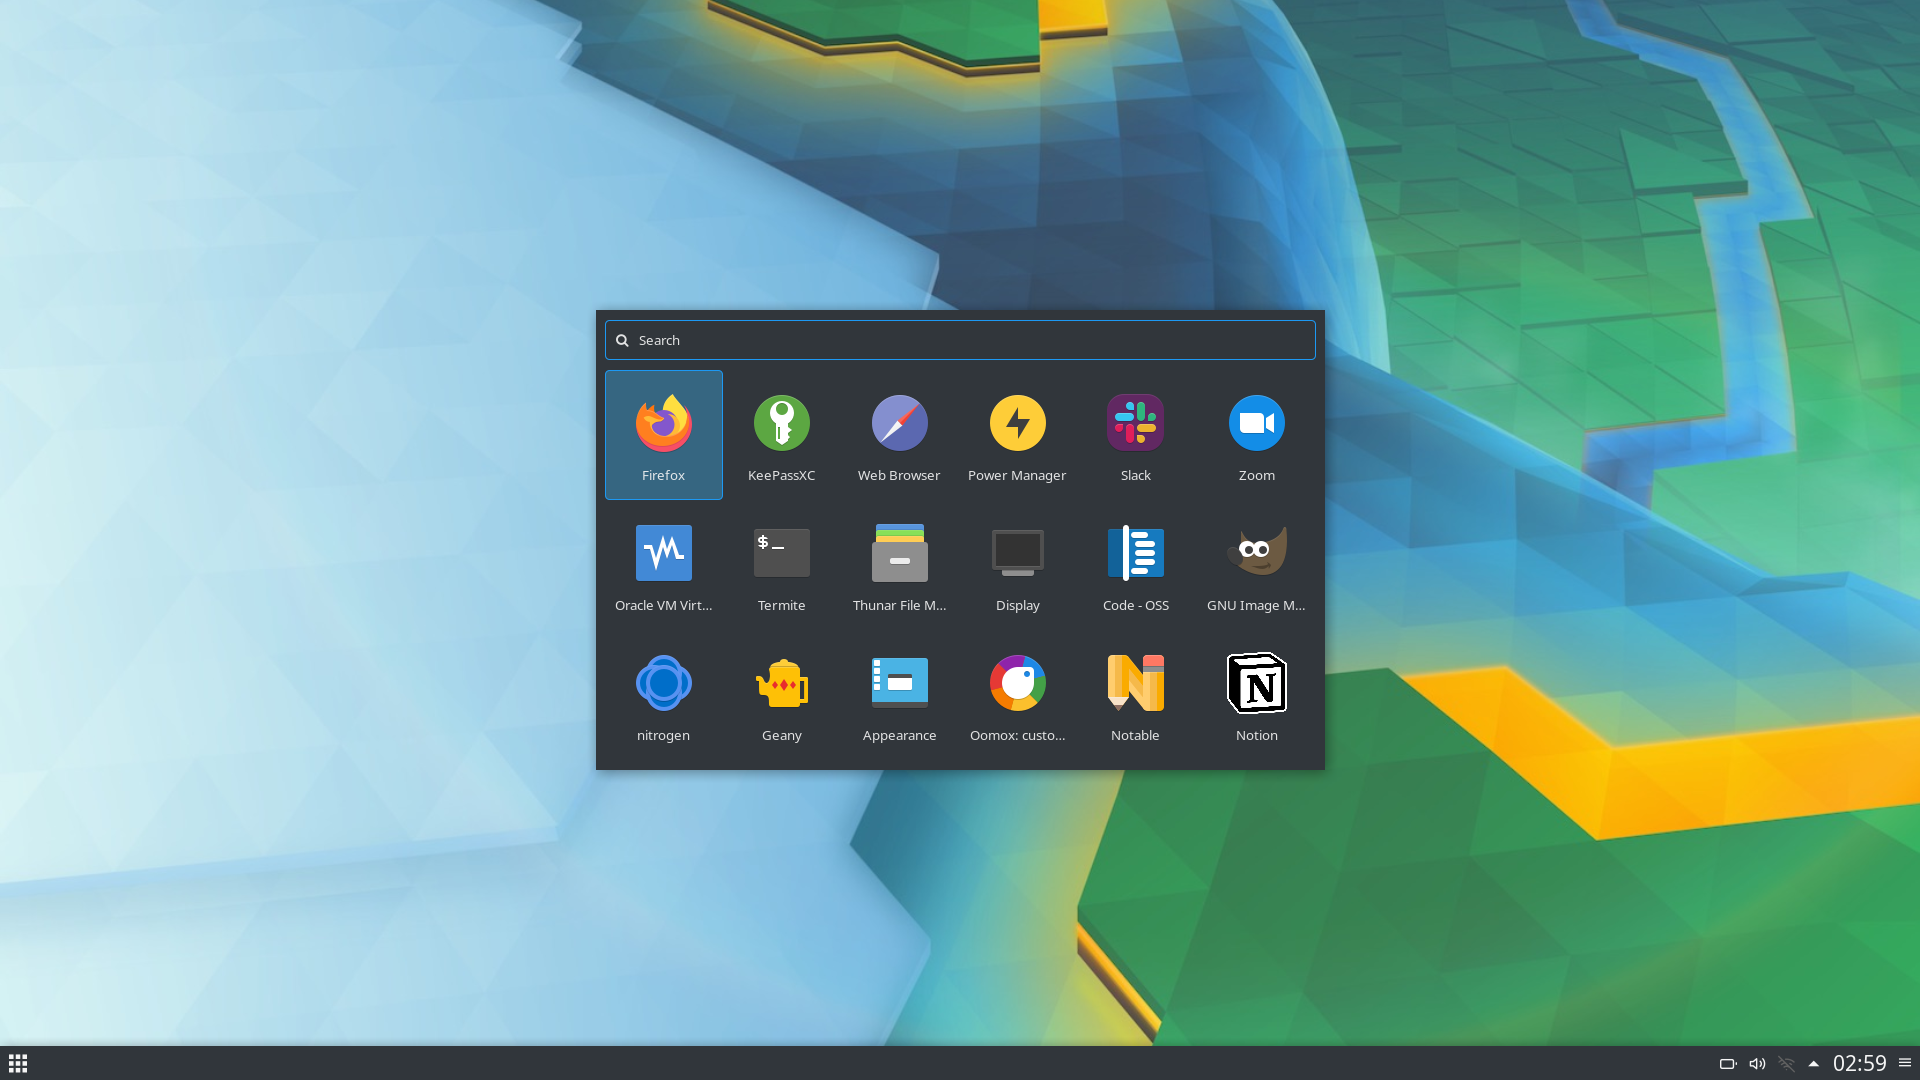 Search
Firefox
KeePassXC
Web Browser
Power Manager
Slack
Zoom
$
Oracle VM Virt...
Termite
Thunar File M...
Display
Code - OSS
GNU Image M...
N
N
nitrogen
Geany
Appearance
Oomox: custo...
Notable
Notion
02:59